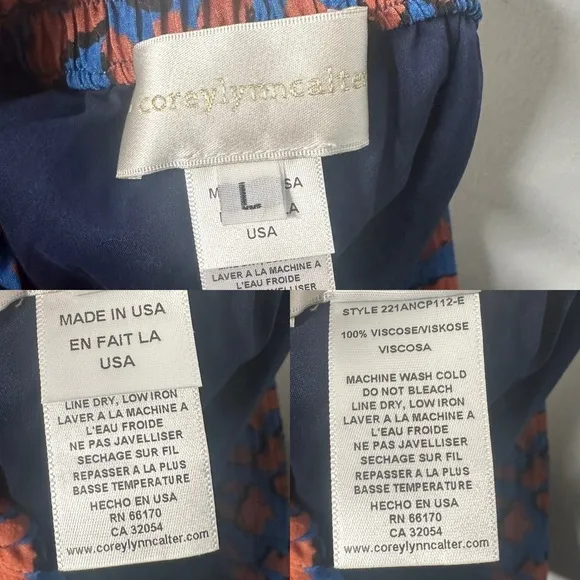 coreylynncalter
L
USA
LAVER A LA MACHINE A
L'EAU FROIDE
MADE IN USA
EN FAIT LA
USA
LINE DRY, LOW IRON
LAVER A LA MACHINE A
L'EAU FROIDE
NE PAS JAVELLISER
SECHAGE SUR FIL
REPASSER A LA PLUS
BASSE TEMPERATURE
HECHO EN USA
RN 66170
CA 32054
www.coreylynncalter.com
STYLE 221ANCP112-E
100% VISCOSE/VISKOSE
VISCOSA
MACHINE WASH COLD
DO NOT BLEACH
LINE DRY, LOW IRON
LAVER A LA MACHINE A
L'EAU FROIDE
NE PAS JAVELLISER
SECHAGE SUR FIL
REPASSER A LA PLUS
BASSE TEMPERATURE
HECHO EN USA
RN 66170
CA 32054
www.coreylynncalter.com